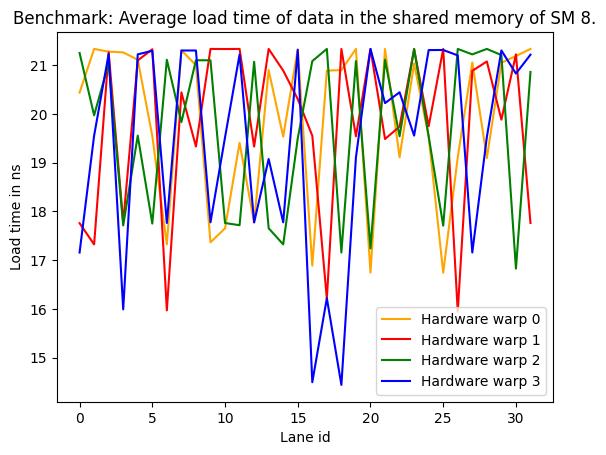 Benchmark: Average load time of data in the shared memory of SM 8.
Load time in ns
21
20
19
18
17
16
15
Hardware warp 0
Hardware warp 1
Hardware warp 2
Hardware warp 3
0 5 10 15 20 25 30
Lane id